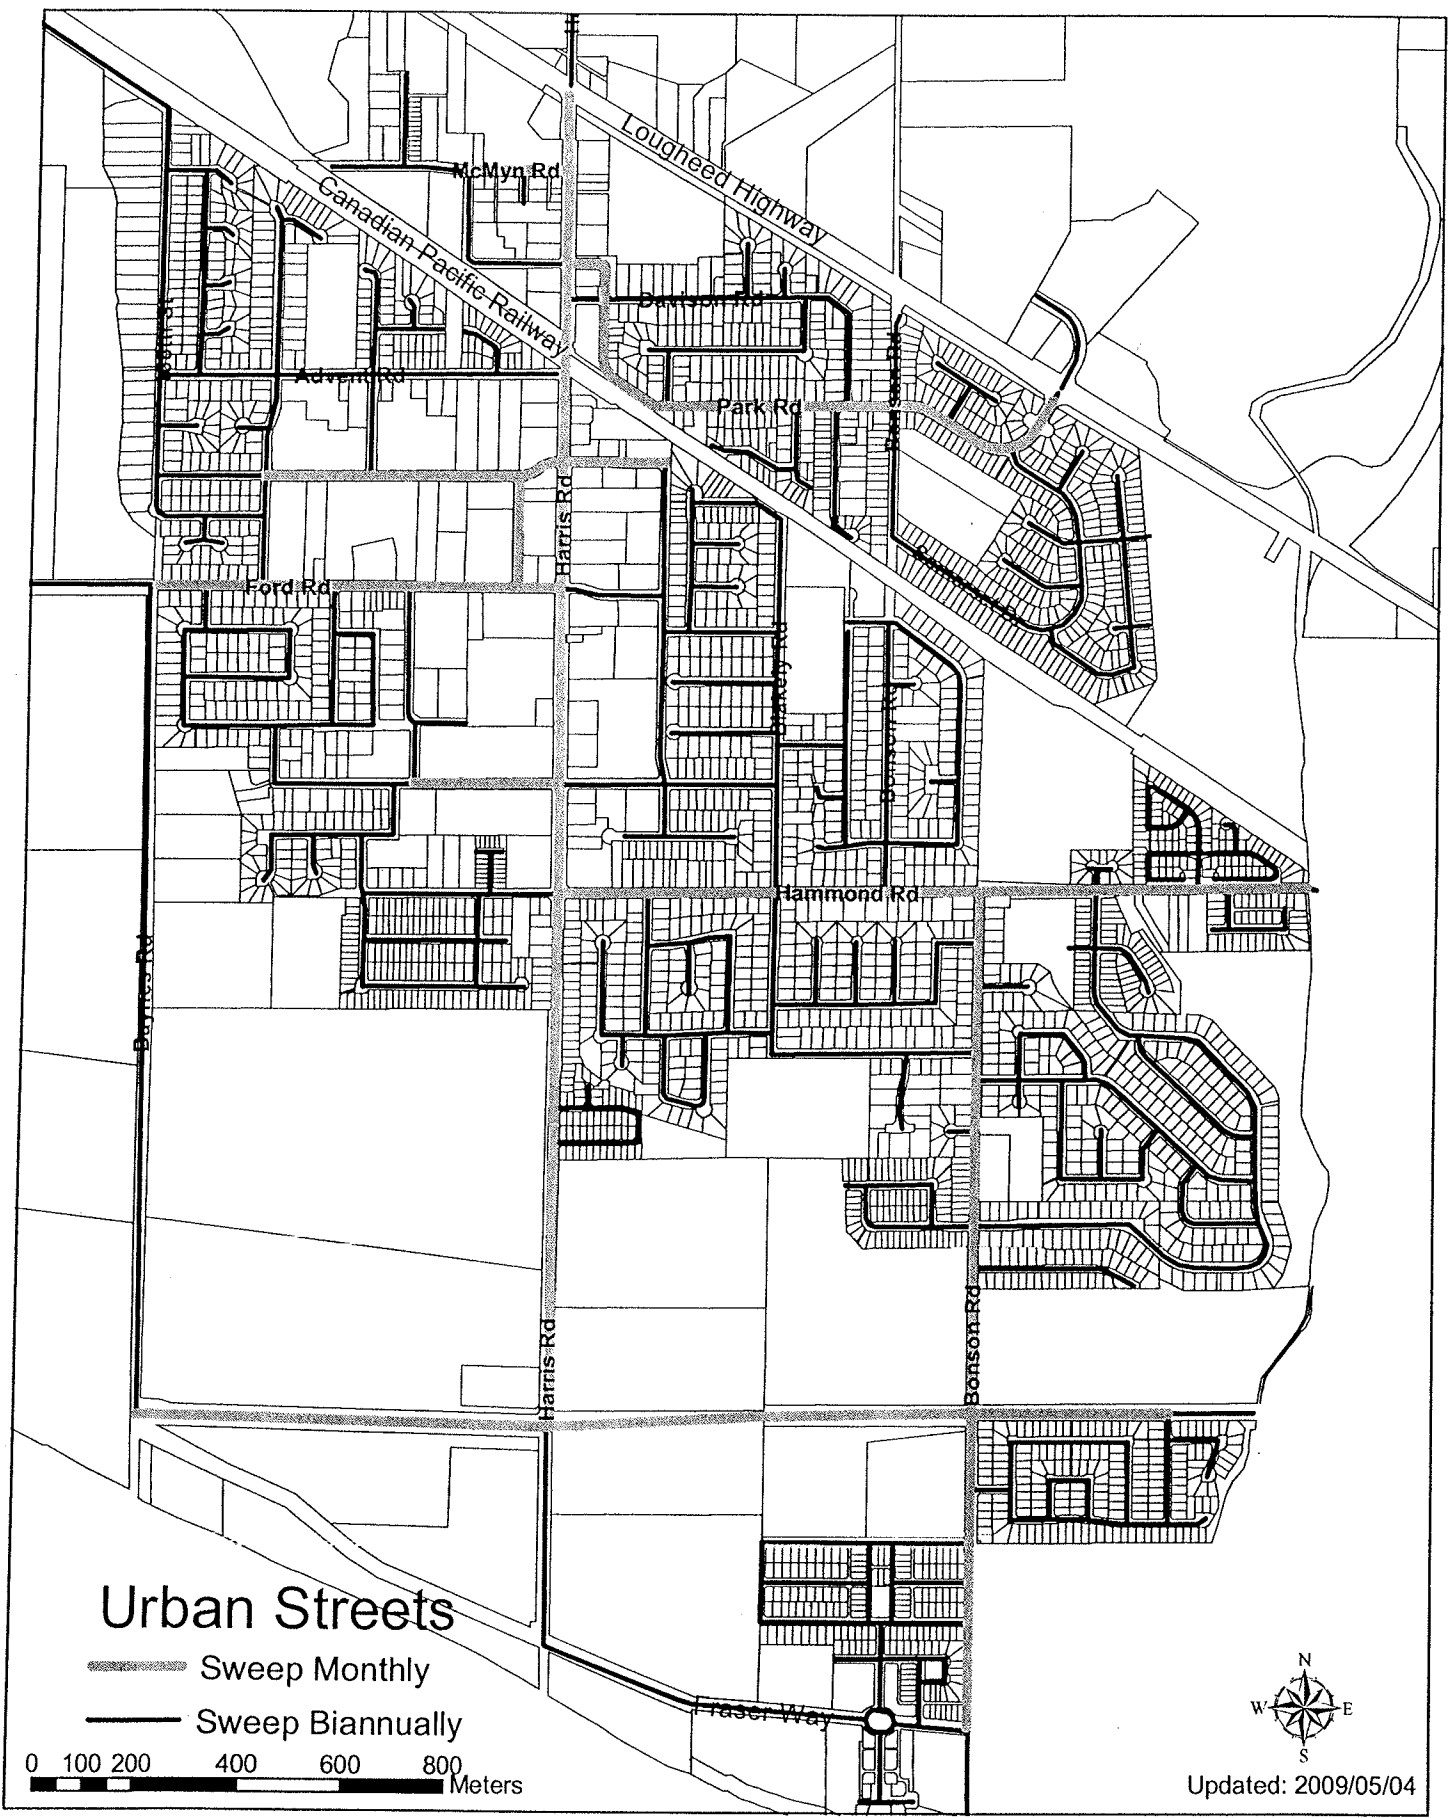 Lougheed Highway
McMyn Rd
Canadian Pacific Railway
Davison Rd
Advent Rd
Park Rd
Harris Rd
Ford Rd
Blakely Rd
Bonson Rd
Hammond Rd
Baynes Rd
Harris Rd
Bonson Rd
Fraser Way
Urban Streets
Sweep Monthly
Sweep Biannually
0 100 200 400 600 800
Meters
N
W E
S
Updated: 2009/05/04